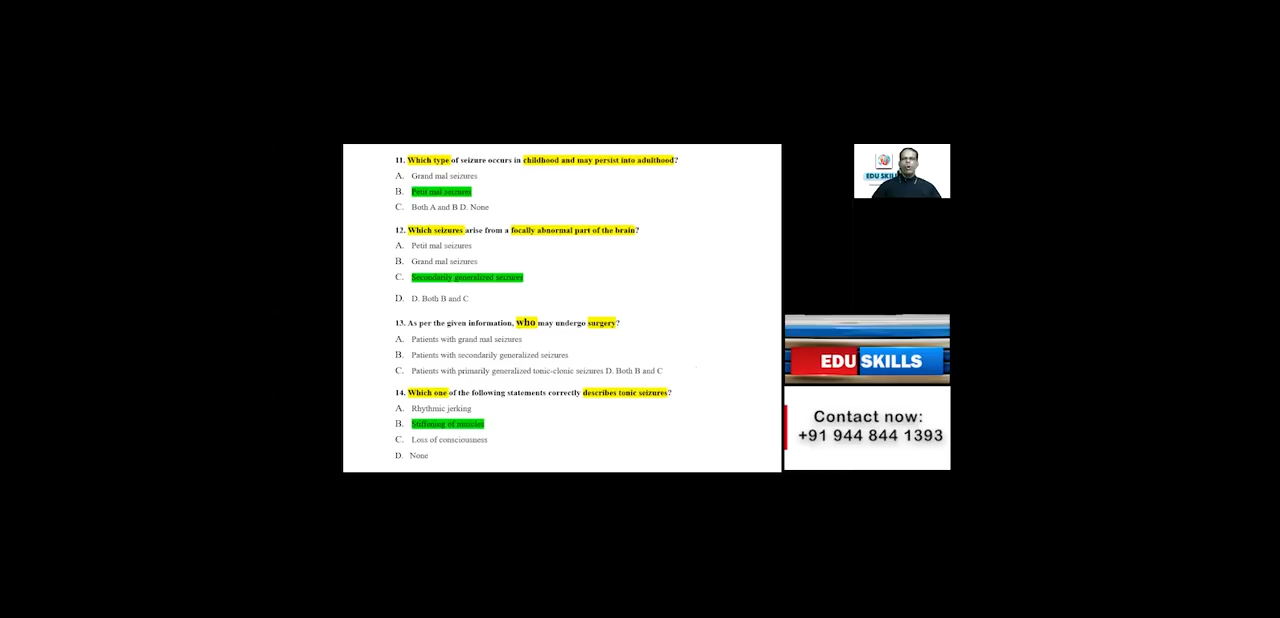 11. Which type of seizure occurs in childhood and may persist into adulthood?
A. Grand mal seizures
B. Petit mal seizures
C. Both A and B D. None
12. Which seizures arise from a focally abnormal part of the brain?
A. Petit mal seizures
B. Grand mal seizures
C. Secondarily generalized seizures
D. D. Both B and C
13. As per the given information, who may undergo surgery?
A. Patients with grand mal seizures
B. Patients with secondarily generalized seizures
C. Patients with primarily generalized tonic-clonic seizures D. Both B and C
14. Which one of the following statements correctly describes tonic seizures?
A. Rhythmic jerking
B. Stiffening of muscles
C. Loss of consciousness
D. None
EDU SKILLS
Contact now:
+91 944 844 1393